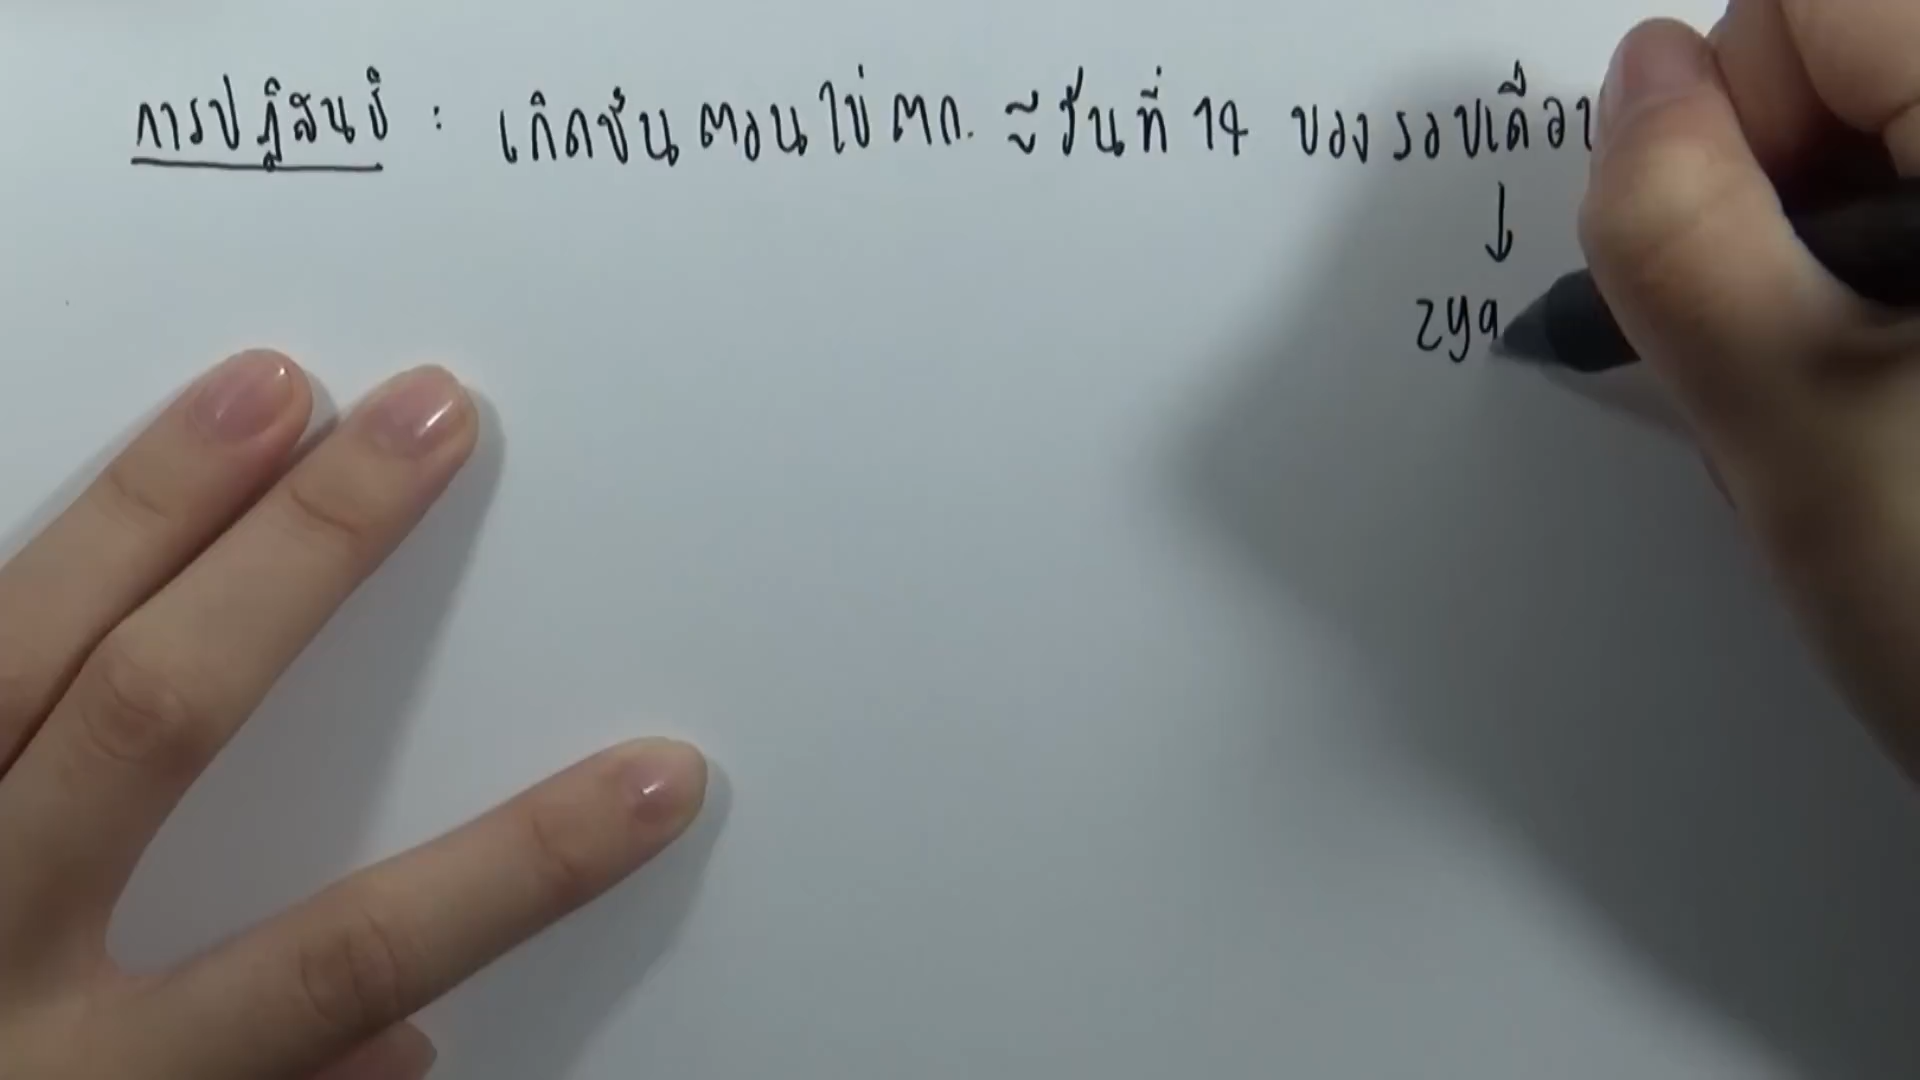 การปฏิสนธิ : เกิดขึ้นตอนไข่ตก. ≈ วันที่ 14 ของรอบเดือน
↓
zyg